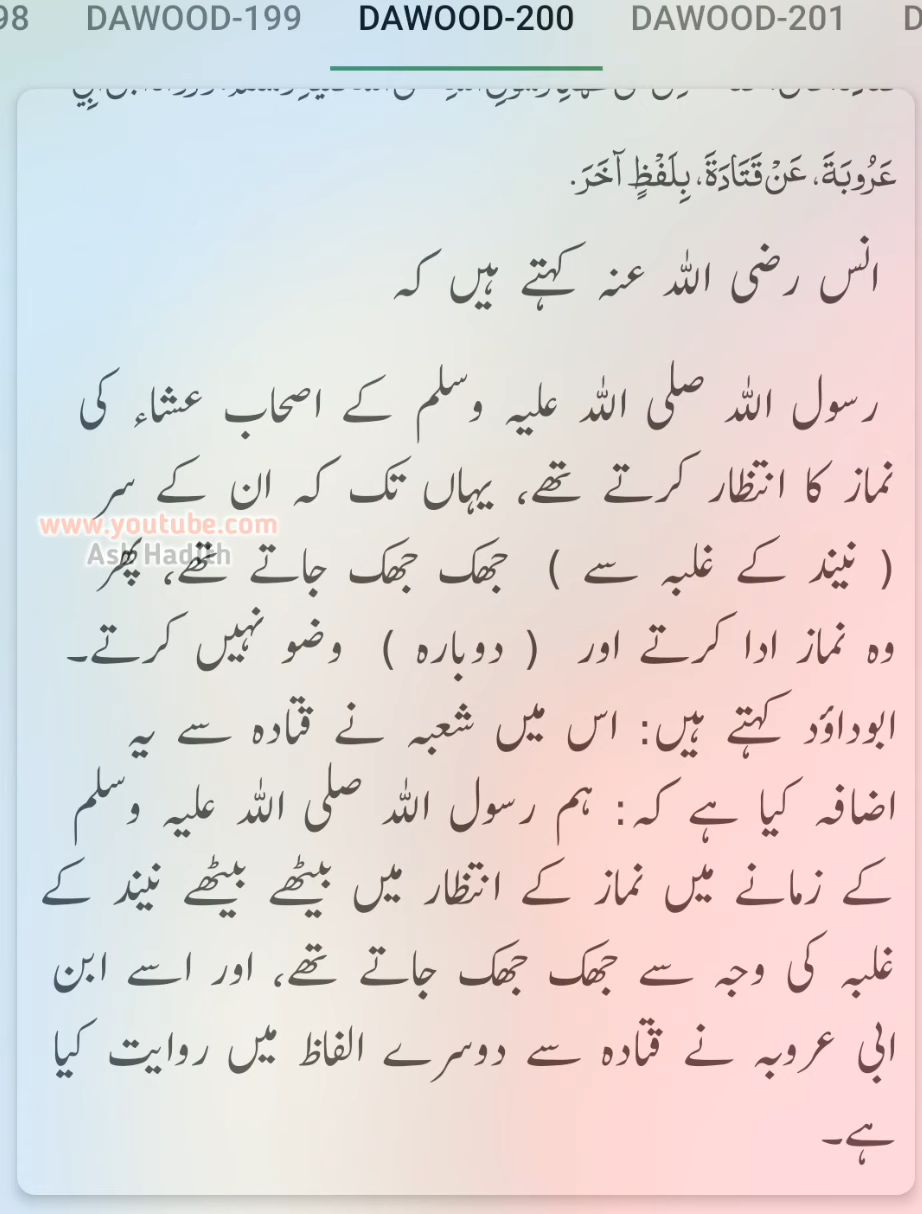 98 DAWOOD-199 DAWOOD-200 DAWOOD-201 D
عَرُوبَةَ، عَنْ قَتَادَةَ، بِلَفْظٍ آخَرَ.
انس رضی اللہ عنہ کہتے ہیں کہ
رسول اللہ صلی اللہ علیہ وسلم کے اصحاب عشاء کی
نماز کا انتظار کرتے تھے، یہاں تک کہ ان کے سر
www.youtube.com
( نیند کے غلبہ سے ) جھک جھک جاتے تھے، پھر
Ask Hadith
وہ نماز ادا کرتے اور ( دوبارہ ) وضو نہیں کرتے۔
ابوداؤد کہتے ہیں: اس میں شعبہ نے قتادہ سے یہ
اضافہ کیا ہے کہ: ہم رسول اللہ صلی اللہ علیہ وسلم
کے زمانے میں نماز کے انتظار میں بیٹھے بیٹھے نیند کے
غلبہ کی وجہ سے جھک جھک جاتے تھے، اور اسے ابن
ابی عروبہ نے قتادہ سے دوسرے الفاظ میں روایت کیا
ہے۔